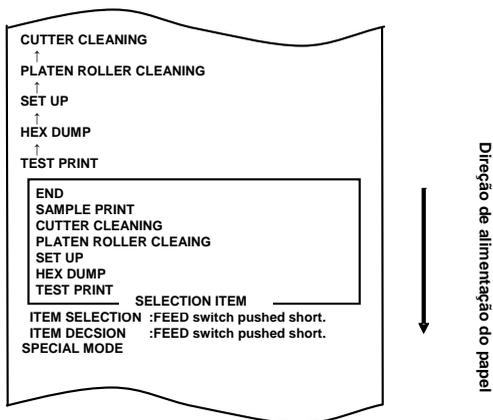 CUTTER CLEANING
↑
PLATEN ROLLER CLEANING
↑
SET UP
↑
HEX DUMP
↑
TEST PRINT
END
SAMPLE PRINT
CUTTER CLEANING
PLATEN ROLLER CLEAING
SET UP
HEX DUMP
TEST PRINT
SELECTION ITEM
ITEM SELECTION :FEED switch pushed short.
ITEM DECSION :FEED switch pushed short.
SPECIAL MODE
Direção de alimentação do papel